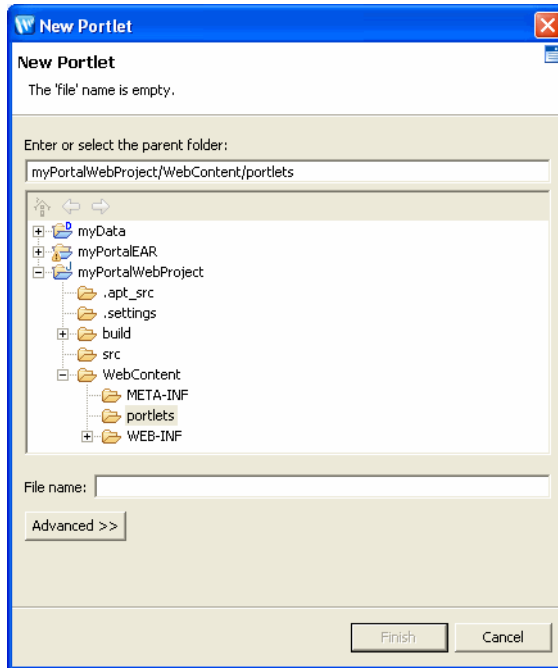 New Portlet
New Portlet
The 'file' name is empty.
Enter or select the parent folder:
myPortalWebProject/WebContent/portlets
myData
myPortalEAR
myPortalWebProject
.apt_src
.settings
build
src
WebContent
META-INF
portlets
WEB-INF
File name:
Advanced >>
Finish Cancel